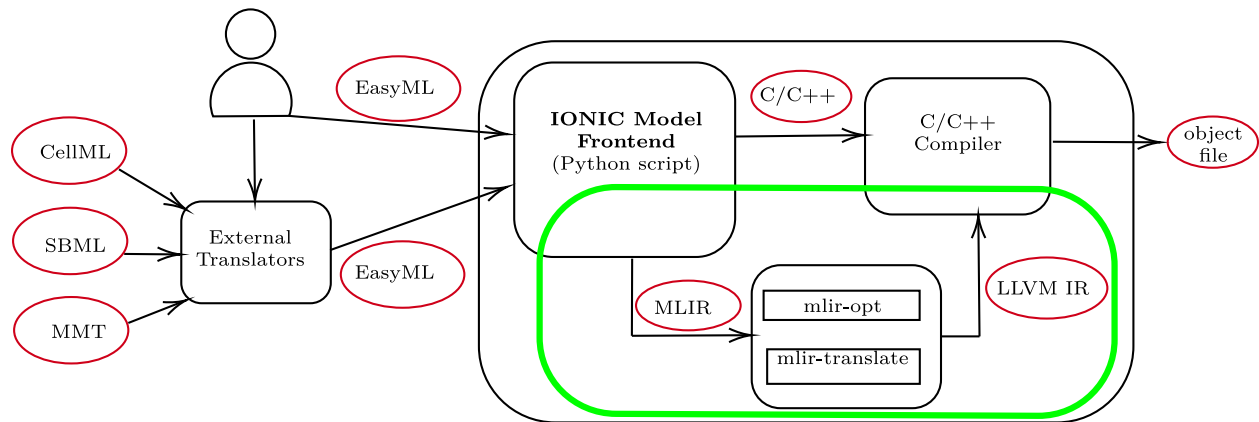 EasyML
CellML
SBML
MMT
External
Translators
EasyML
IONIC Model
Frontend
(Python script)
C/C++
C/C++
Compiler
object
file
MLIR
mlir-opt
mlir-translate
LLVM IR